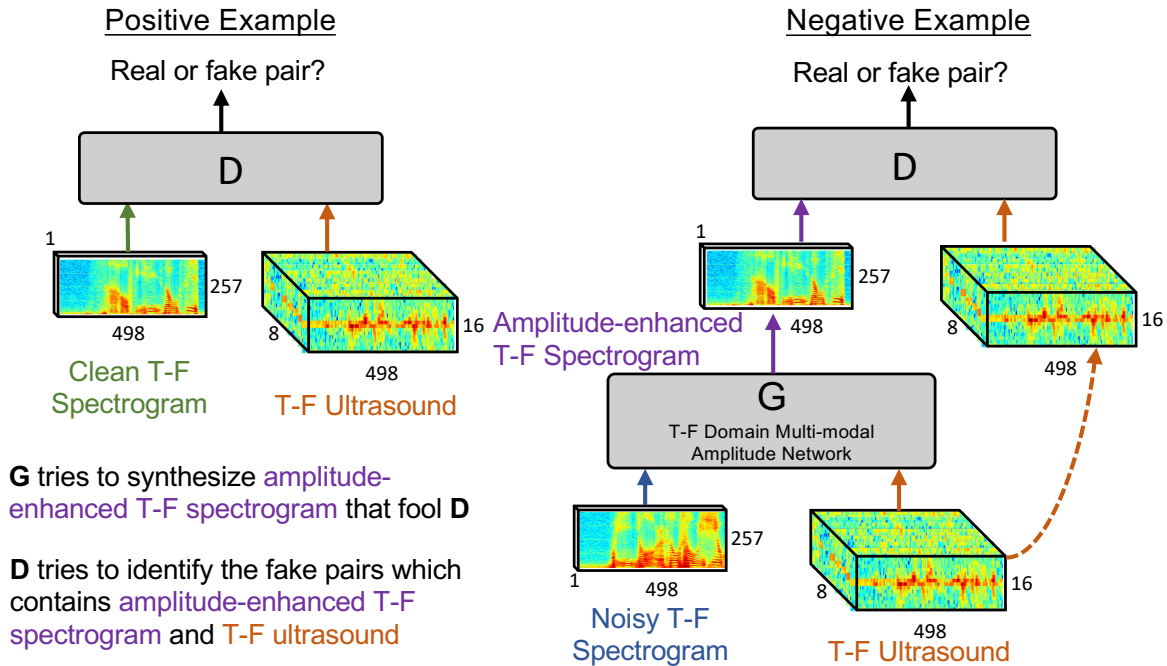 Positive Example
Real or fake pair?
D
1
257
498
8
16
498
Clean T-F
Spectrogram
T-F Ultrasound
G tries to synthesize amplitude-
enhanced T-F spectrogram that fool D
D tries to identify the fake pairs which
contains amplitude-enhanced T-F
spectrogram and T-F ultrasound
Negative Example
Real or fake pair?
D
1
257
498
8
16
498
Amplitude-enhanced
T-F Spectrogram
G
T-F Domain Multi-modal
Amplitude Network
257
1
498
8
16
498
Noisy T-F
Spectrogram
T-F Ultrasound